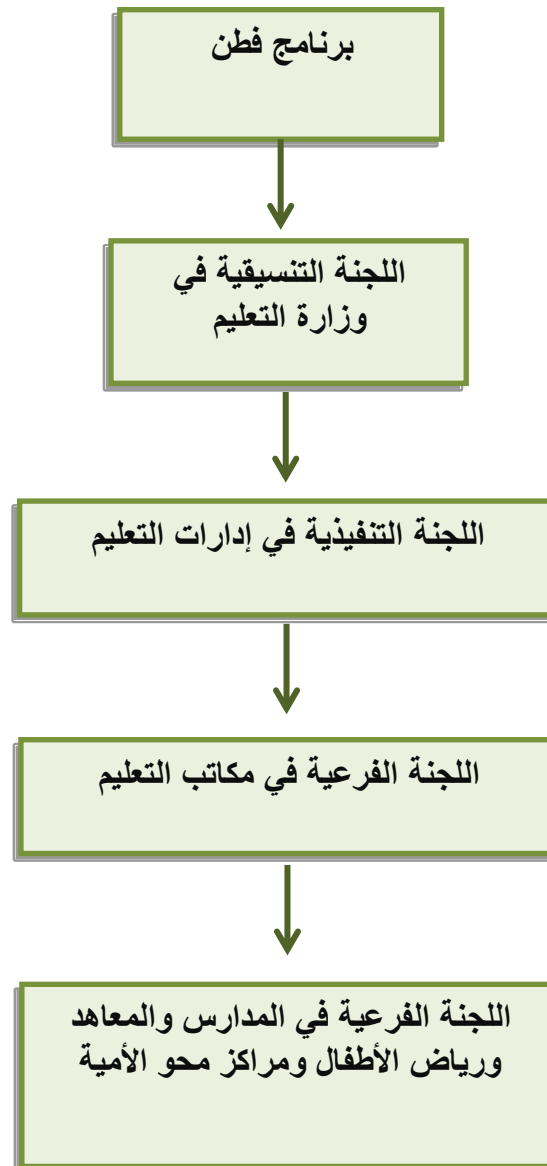 برنامج فطن
اللجنة التنسيقية في
وزارة التعليم
اللجنة التنفيذية في إدارات التعليم
اللجنة الفرعية في مكاتب التعليم
اللجنة الفرعية في المدارس والمعاهد
ورياض الأطفال ومراكز محو الأمية